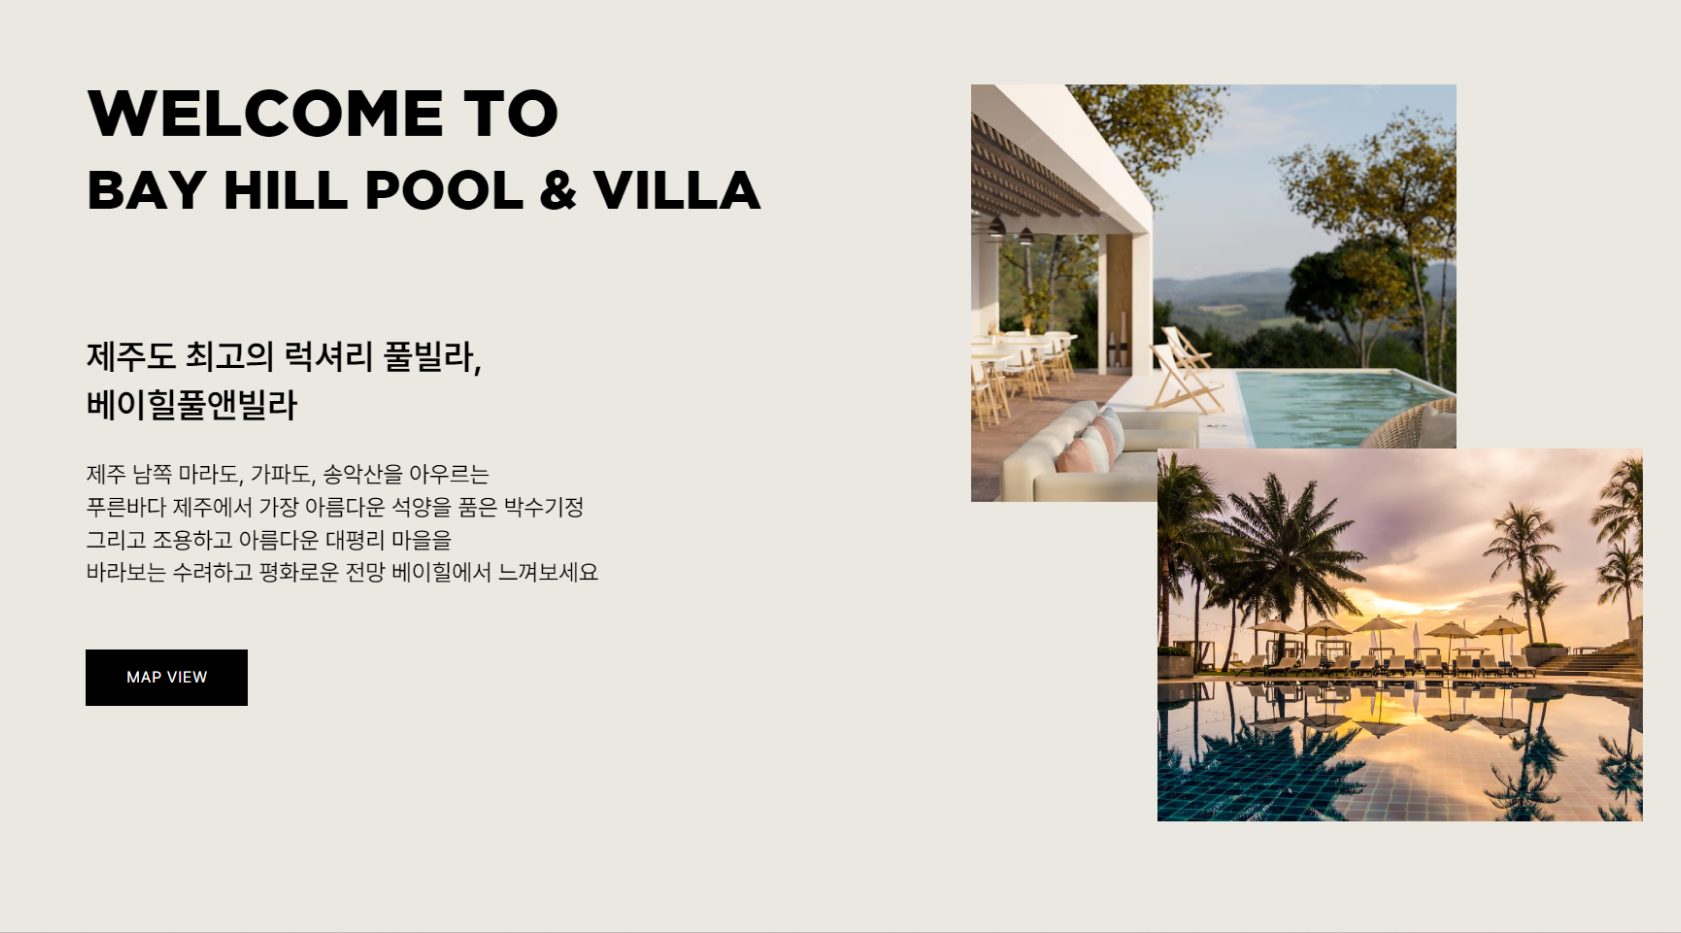 WELCOME TO
BAY HILL POOL & VILLA
제주도 최고의 럭셔리 풀빌라,
베이힐풀앤빌라
제주 남쪽 마라도, 가파도, 송악산을 아우르는
푸른바다 제주에서 가장 아름다운 석양을 품은 박수기정
그리고 조용하고 아름다운 대평리 마을을
바라보는 수려하고 평화로운 전망 베이힐에서 느껴보세요
MAP VIEW